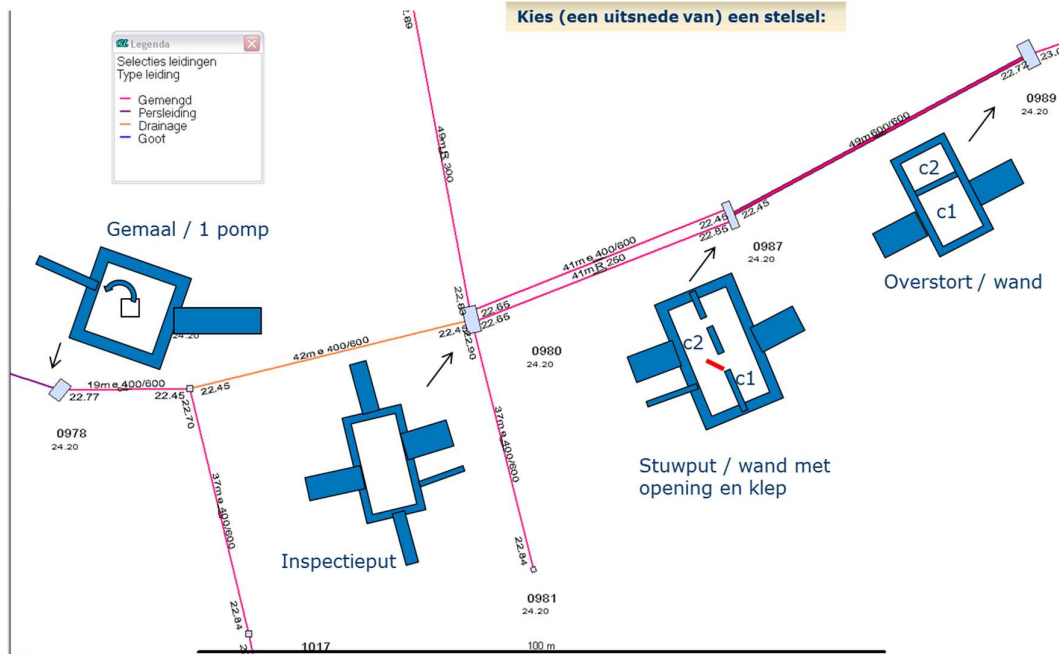 Kies (een uitsnede van) een stelsel:
Legenda
Selecties leidingen
Type leiding
Gemengd
Persleiding
Drainage
Goot
Gemaal / 1 pomp
24.20
19m e 400/600
22.77
22.45
22.45
22.70
0978
24.20
37m e 400/600
22.84
1017
42m e 400/600
22.45
22.83
22.90
22.65
22.65
0980
24.20
49m R 300
41m e 400/600
41m R 250
22.45
22.85
22.45
0987
24.20
49m 600/600
22.72
0989
24.20
c2
c1
Overstort / wand
c2
c1
Stuwput / wand met
opening en klep
Inspectieput
37m e 400/600
22.84
0981
24.20
100 m